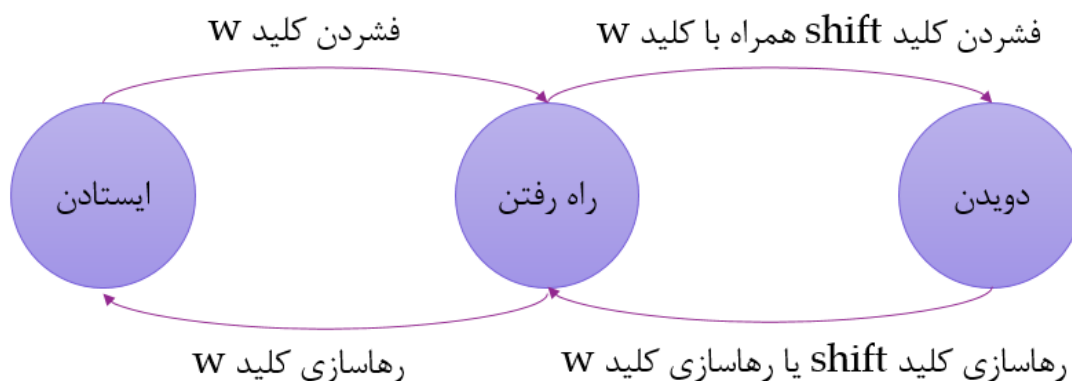 فشردن کلید w
فشردن کلید shift همراه با کلید w
ایستادن
راه رفتن
دویدن
رهاسازی کلید w
رهاسازی کلید shift یا رهاسازی کلید w